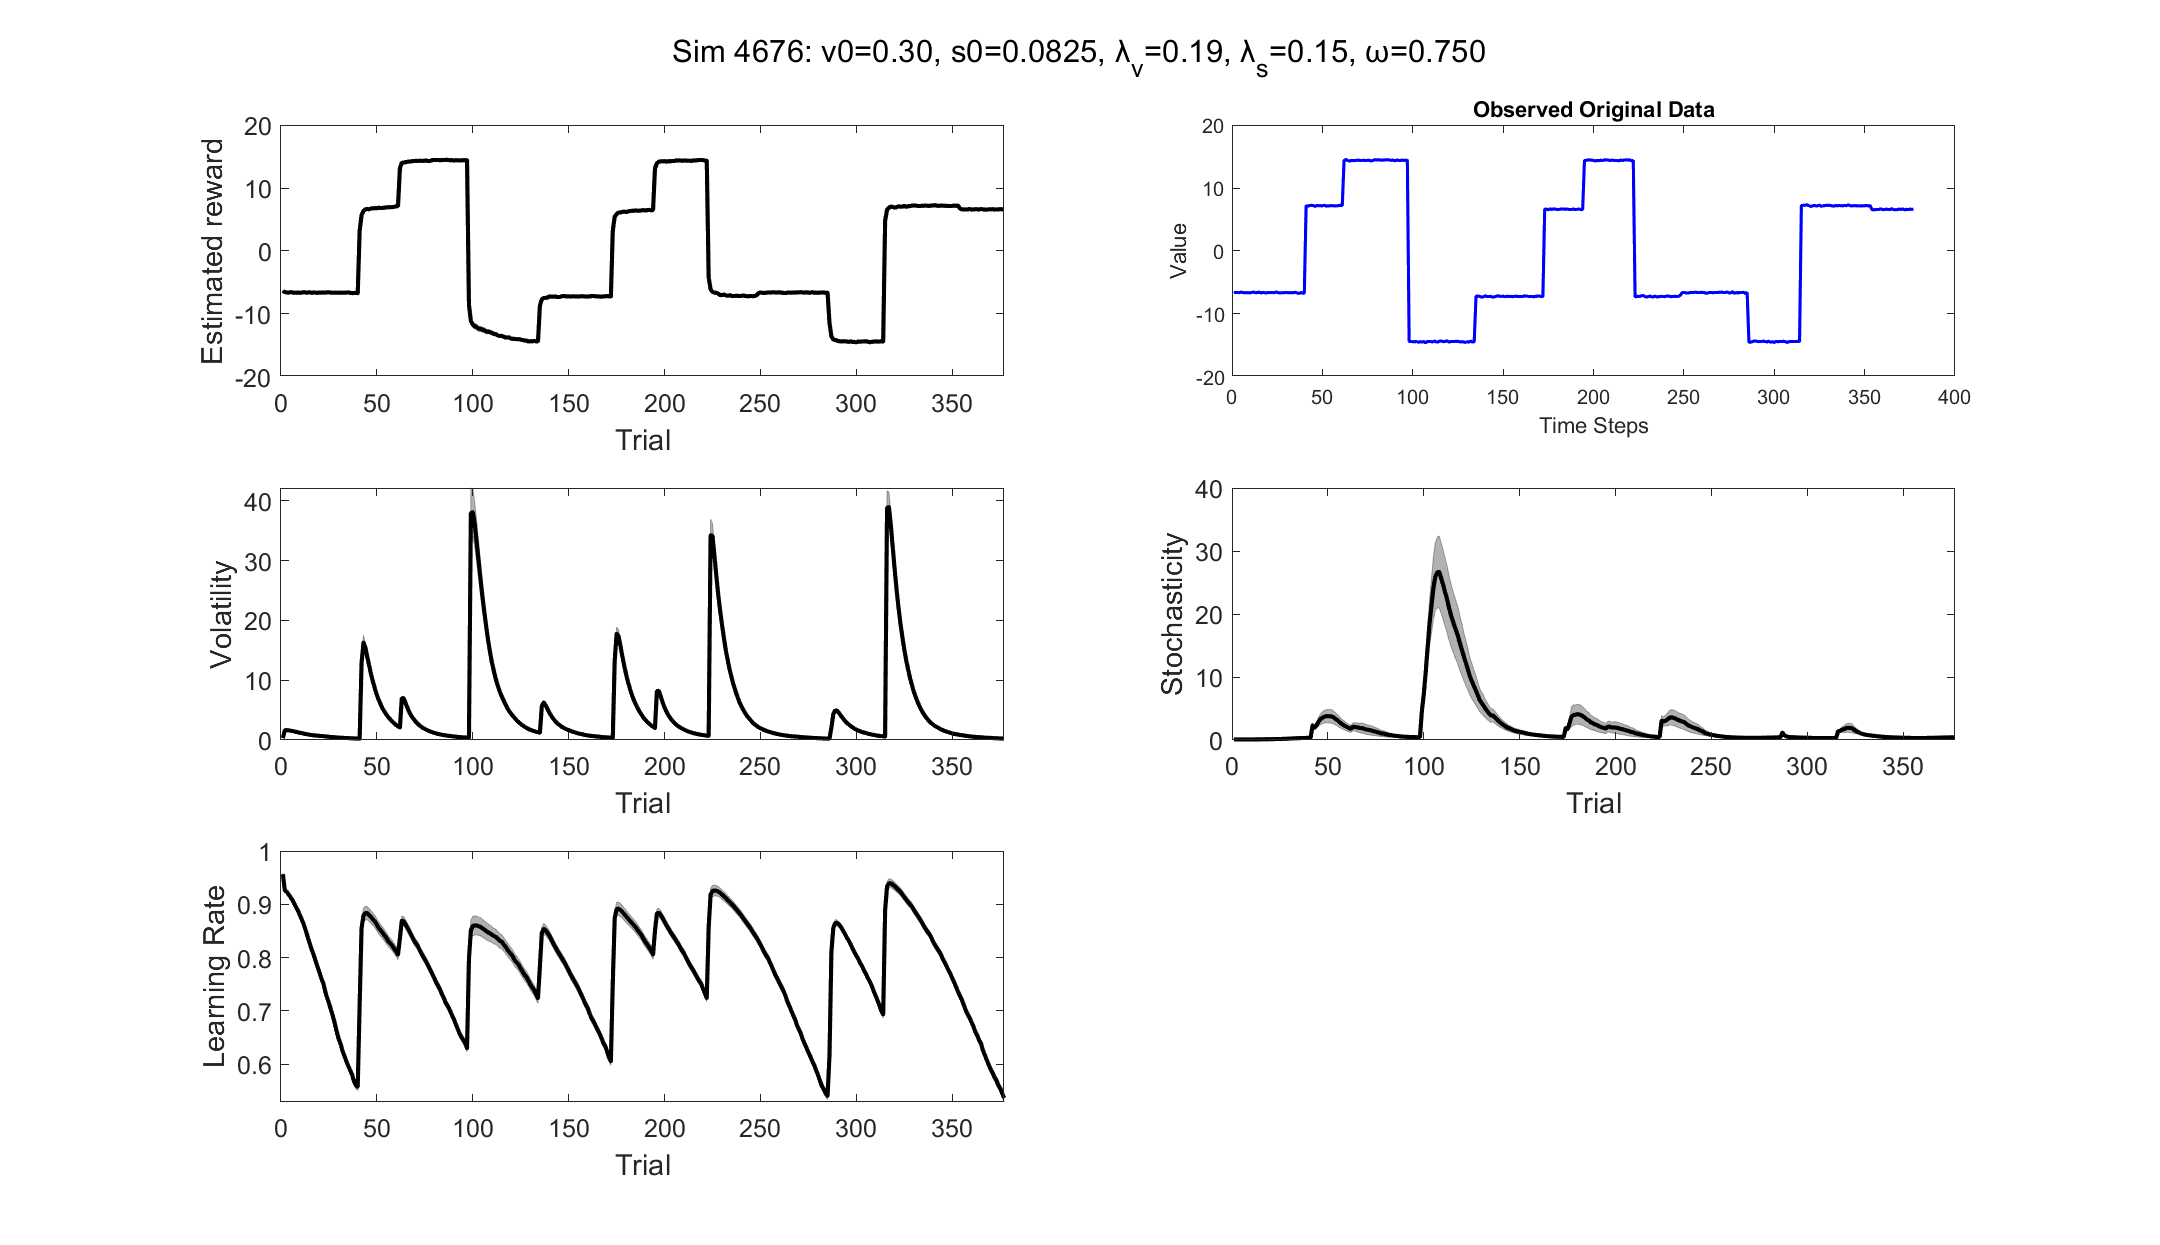 Sim 4676: v0=0.30, s0=0.0825, λ_v=0.19, λ_s=0.15, ω=0.750
Estimated reward
20
10
0
-10
-20
0 50 100 150 200 250 300 350
Trial
Observed Original Data
Value
20
10
0
-10
-20
0 50 100 150 200 250 300 350 400
Time Steps
Volatility
40
30
20
10
0
0 50 100 150 200 250 300 350
Trial
Stochasticity
40
30
20
10
0
0 50 100 150 200 250 300 350
Trial
Learning Rate
1
0.9
0.8
0.7
0.6
0 50 100 150 200 250 300 350
Trial